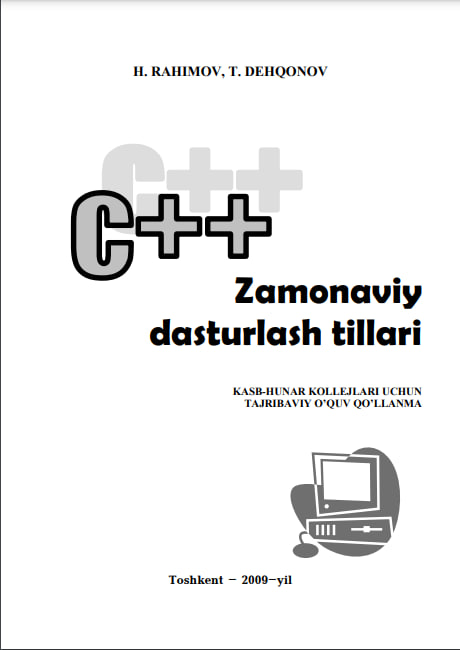 H. RAHIMOV, T. DEHQONOV
C++
Zamonaviy
dasturlash tillari
KASB-HUNAR KOLLEJLARI UCHUN
TAJRIBAVIY O’QUV QO’LLANMA
Toshkent – 2009–yil